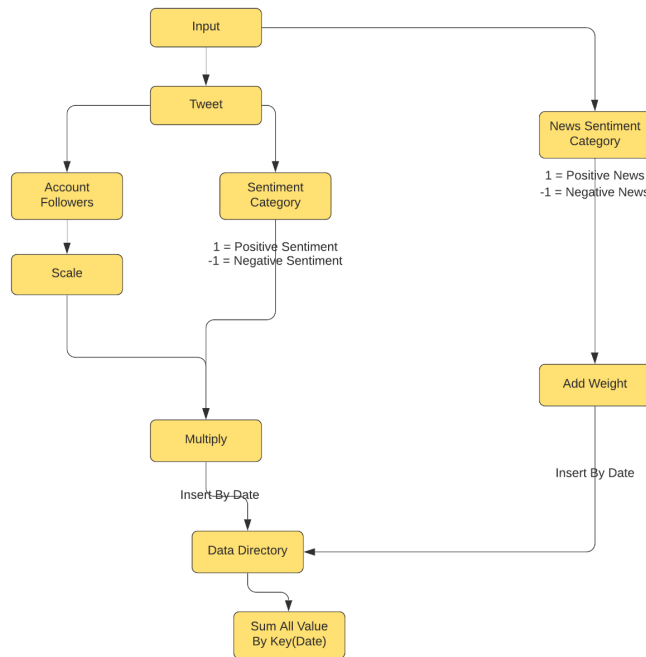 Input
Tweet
News Sentiment
Category
1 = Positive News
-1 = Negative News
Account
Followers
Sentiment
Category
1 = Positive Sentiment
-1 = Negative Sentiment
Scale
Add Weight
Multiply
Insert By Date
Insert By Date
Data Directory
Sum All Value
By Key(Date)